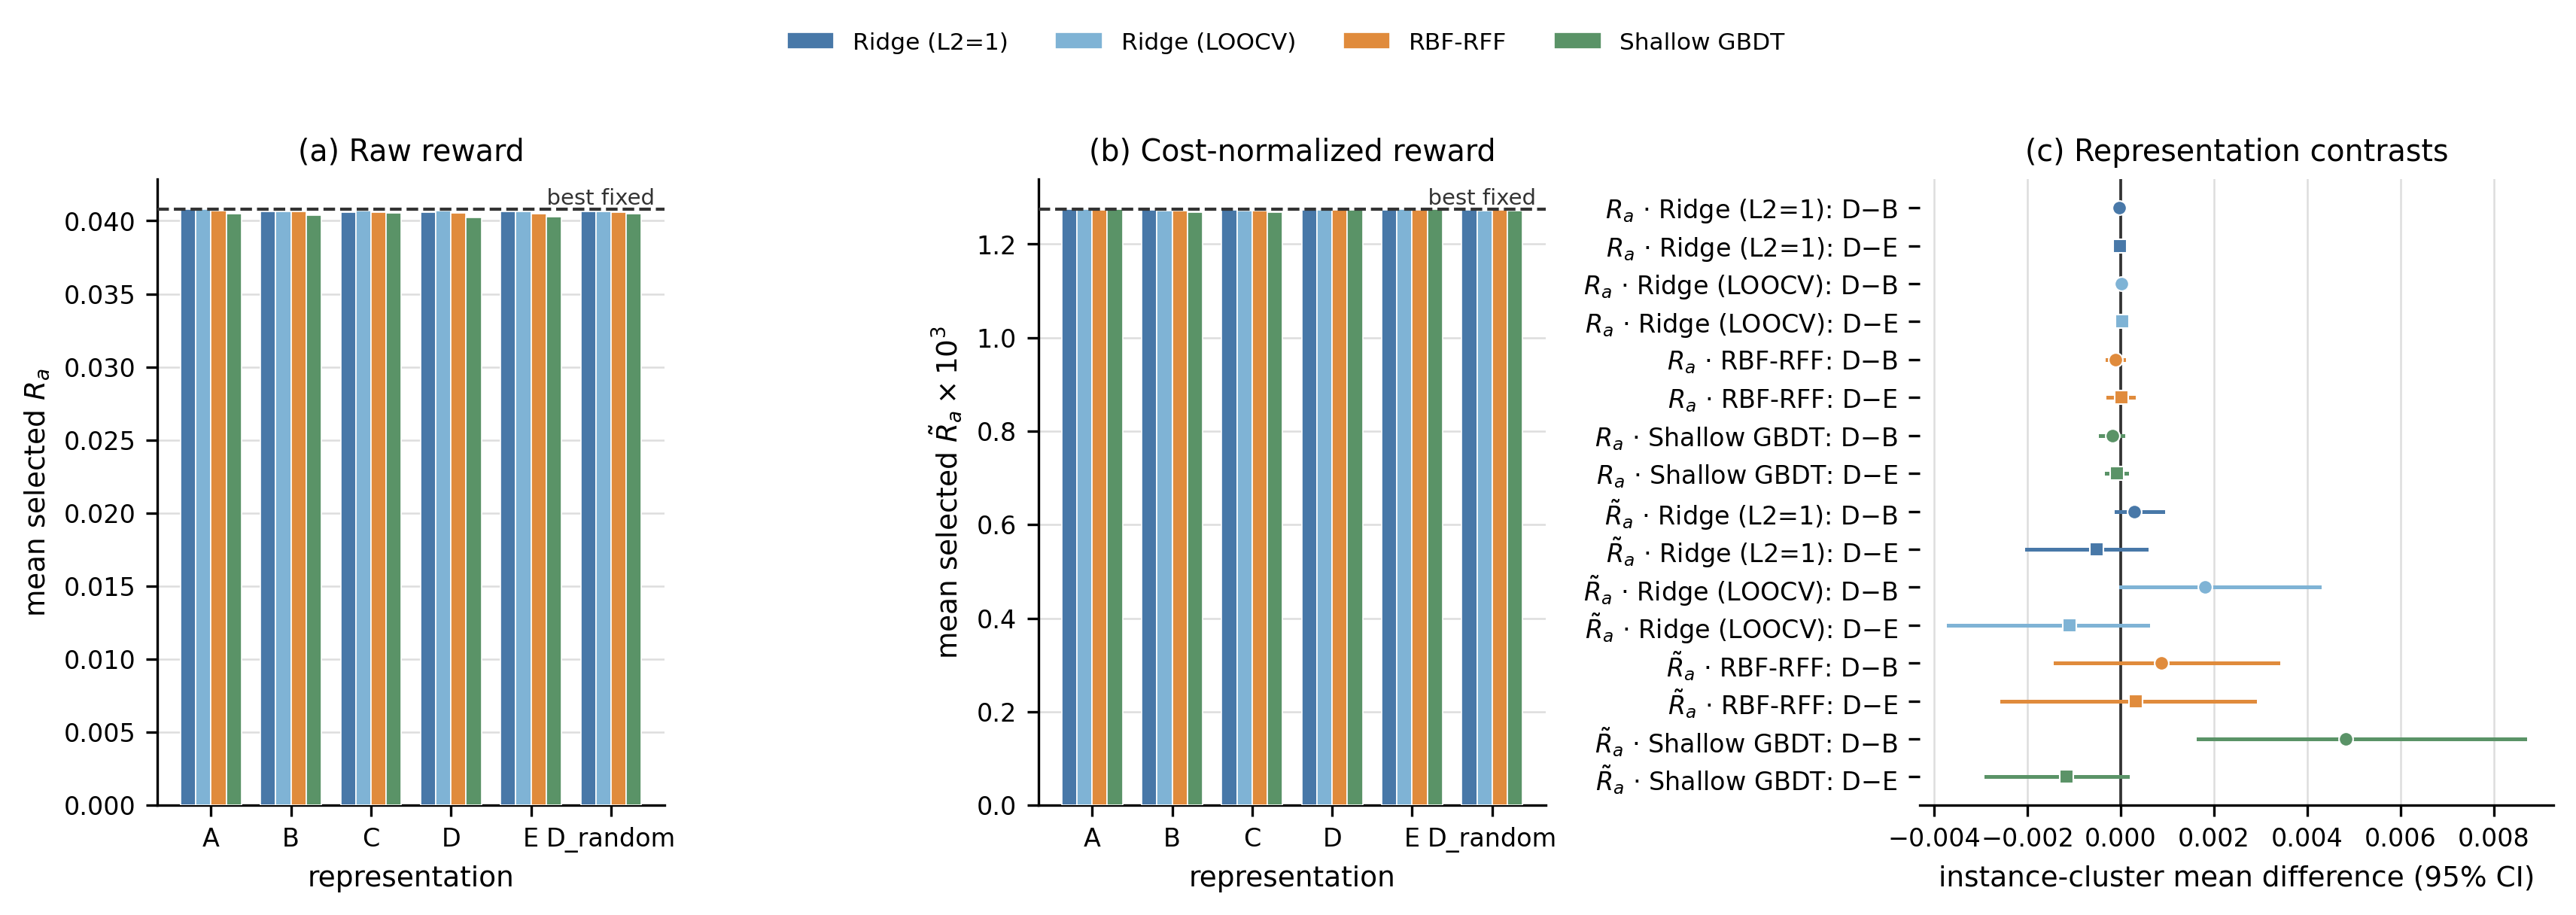 Ridge (L2=1) Ridge (LOOCV) RBF-RFF Shallow GBDT
(a) Raw reward
best fixed
0.040
0.035
0.030
0.025
0.020
0.015
0.010
0.005
0.000
mean selected Rₐ
A B C D E D_random
representation
(b) Cost-normalized reward
best fixed
1.2
1.0
0.8
0.6
0.4
0.2
0.0
mean selected R̃ₐ × 10³
A B C D E D_random
representation
(c) Representation contrasts
Rₐ · Ridge (L2=1): D−B
Rₐ · Ridge (L2=1): D−E
Rₐ · Ridge (LOOCV): D−B
Rₐ · Ridge (LOOCV): D−E
Rₐ · RBF-RFF: D−B
Rₐ · RBF-RFF: D−E
Rₐ · Shallow GBDT: D−B
Rₐ · Shallow GBDT: D−E
R̃ₐ · Ridge (L2=1): D−B
R̃ₐ · Ridge (L2=1): D−E
R̃ₐ · Ridge (LOOCV): D−B
R̃ₐ · Ridge (LOOCV): D−E
R̃ₐ · RBF-RFF: D−B
R̃ₐ · RBF-RFF: D−E
R̃ₐ · Shallow GBDT: D−B
R̃ₐ · Shallow GBDT: D−E
−0.004 −0.002 0.000 0.002 0.004 0.006 0.008
instance-cluster mean difference (95% CI)